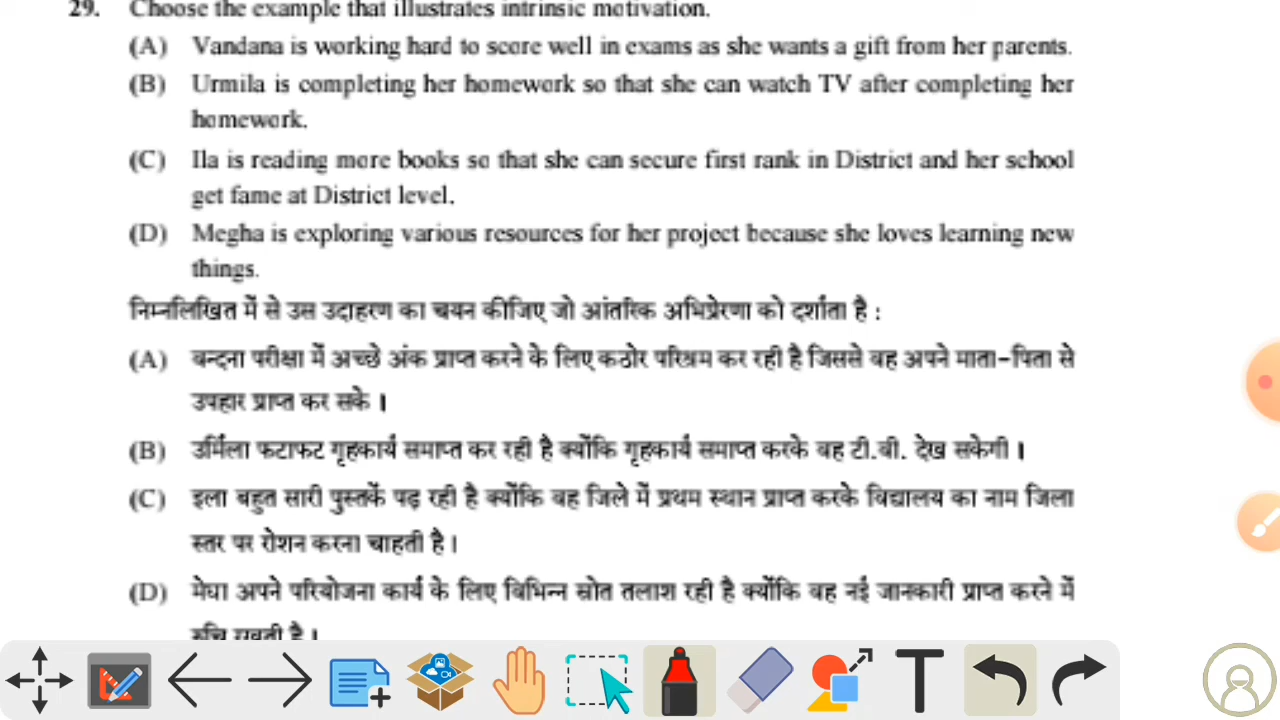 29. Choose the example that illustrates intrinsic motivation.
(A) Vandana is working hard to score well in exams as she wants a gift from her parents.
(B) Urmila is completing her homework so that she can watch TV after completing her
homework.
(C) Ila is reading more books so that she can secure first rank in District and her school
get fame at District level.
(D) Megha is exploring various resources for her project because she loves learning new
things.
निम्नलिखित में से उस उदाहरण का चयन कीजिए जो आंतरिक अभिप्रेरणा को दर्शाता है :
(A) वन्दना परीक्षा में अच्छे अंक प्राप्त करने के लिए कठोर परिश्रम कर रही है जिससे वह अपने माता-पिता से
उपहार प्राप्त कर सके ।
(B) उर्मिला फटाफट गृहकार्य समाप्त कर रही है क्योंकि गृहकार्य समाप्त करके वह टी.वी. देख सकेगी ।
(C) इला बहुत सारी पुस्तकें पढ़ रही है क्योंकि वह जिले में प्रथम स्थान प्राप्त करके विद्यालय का नाम जिला
स्तर पर रोशन करना चाहती है ।
(D) मेघा अपने परियोजना कार्य के लिए विभिन्न स्रोत तलाश रही है क्योंकि वह नई जानकारी प्राप्त करने में
रुचि रखती है ।
T